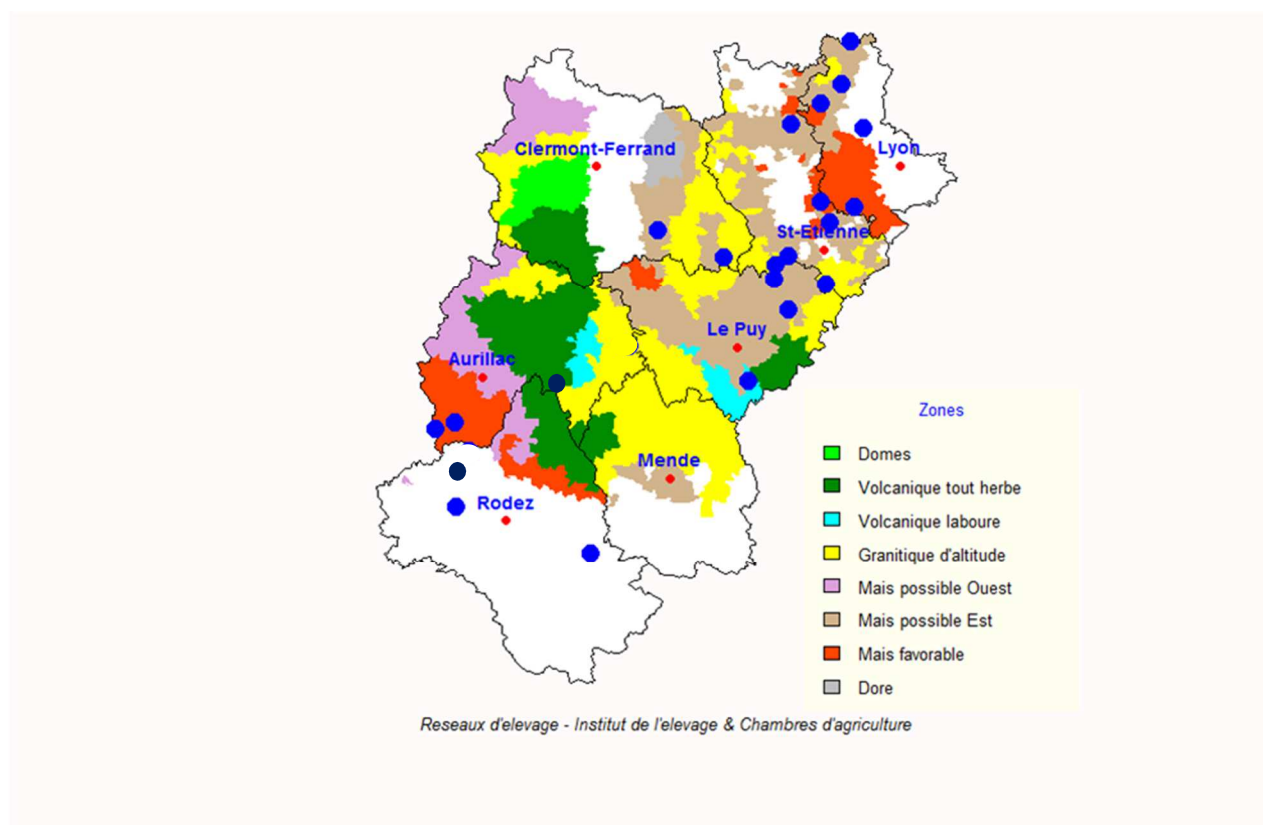 Clermont-Ferrand
Lyon
St-Etienne
Le Puy
Aurillac
Mende
Rodez
Zones
Domes
Volcanique tout herbe
Volcanique laboure
Granitique d'altitude
Mais possible Ouest
Mais possible Est
Mais favorable
Dore
Reseaux d'elevage - Institut de l'elevage & Chambres d'agriculture